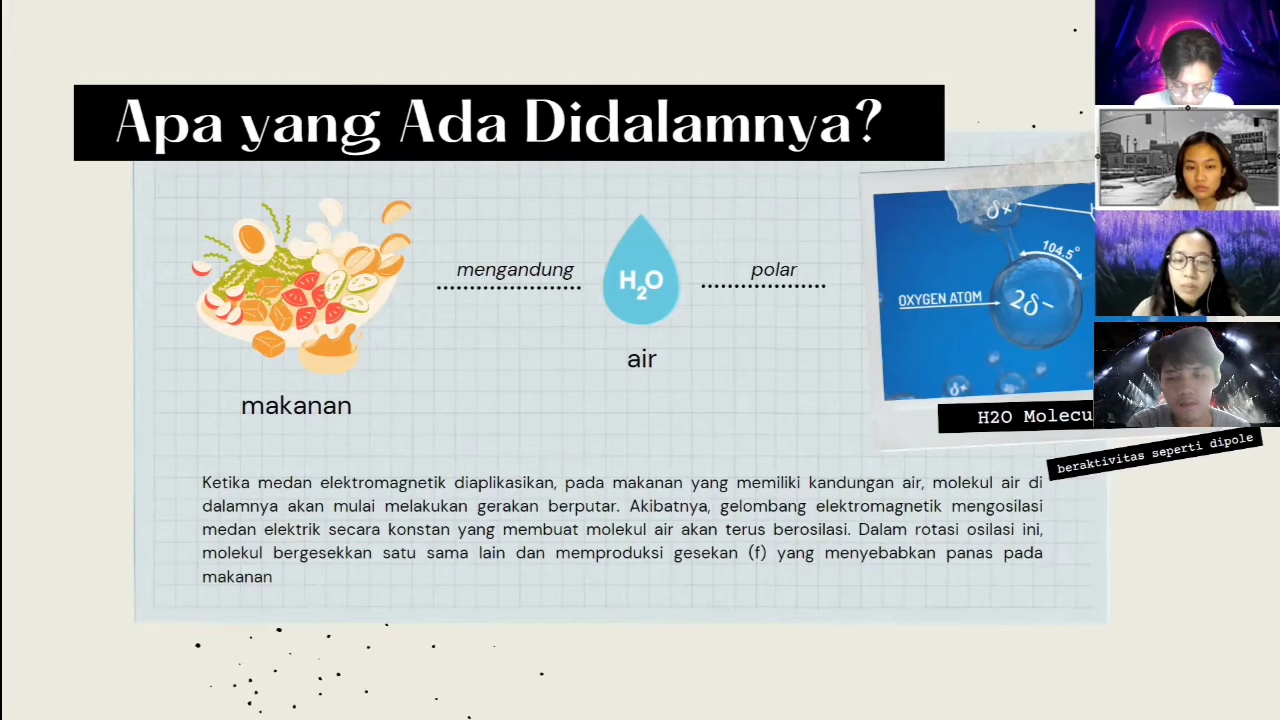 Apa yang Ada Didalamnya?
mengandung
H₂O
polar
air
makanan
δ+
104.5°
OXYGEN ATOM
2δ-
δ+
H2O Molecu
beraktivitas seperti dipole
Ketika medan elektromagnetik diaplikasikan, pada makanan yang memiliki kandungan air, molekul air di
dalamnya akan mulai melakukan gerakan berputar. Akibatnya, gelombang elektromagnetik mengosilasi
medan elektrik secara konstan yang membuat molekul air akan terus berosilasi. Dalam rotasi osilasi ini,
molekul bergesekkan satu sama lain dan memproduksi gesekan (f) yang menyebabkan panas pada
makanan